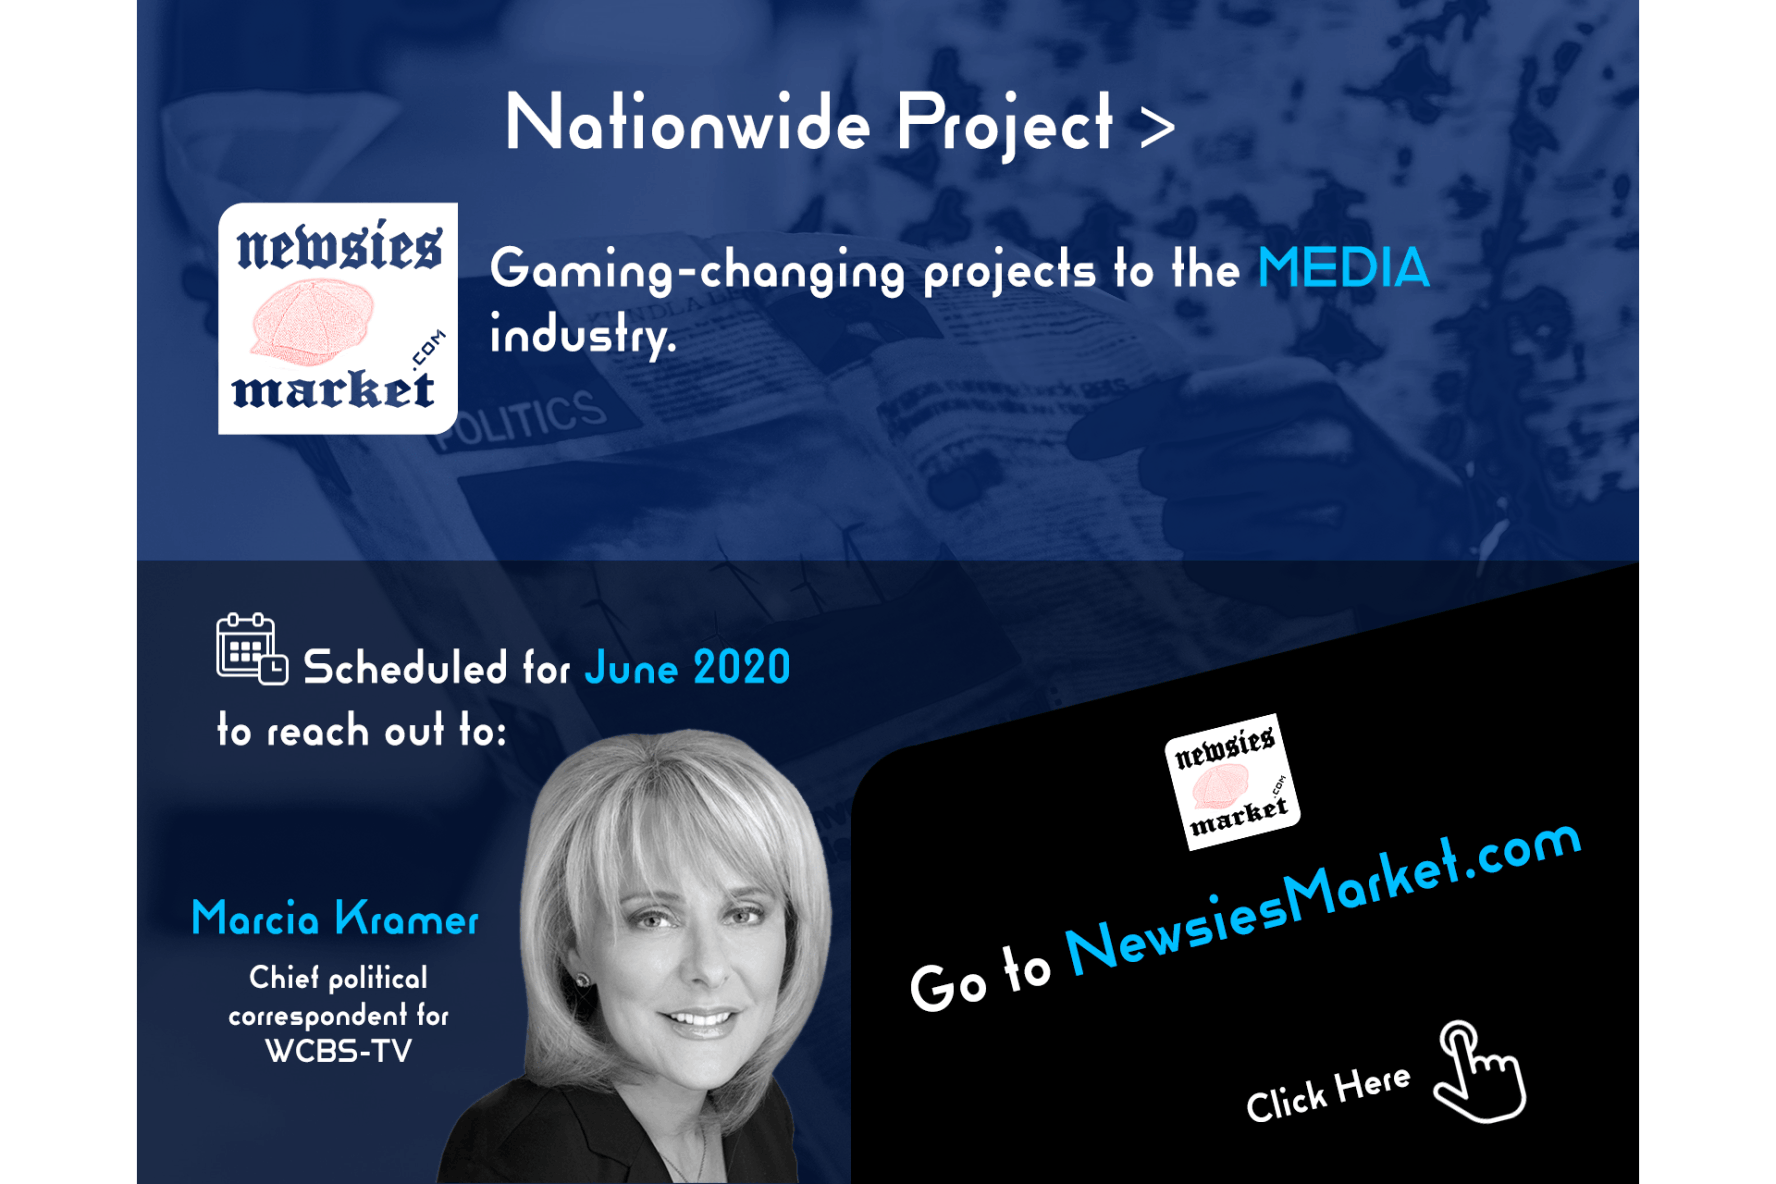 Nationwide Project >
newsies
.COM
market
Gaming-changing projects to the MEDIA
industry.
POLITICS
Scheduled for June 2020
to reach out to:
Marcia Kramer
Chief political
correspondent for
WCBS-TV
newsies
.COM
market
Go to NewsiesMarket.com
Click Here